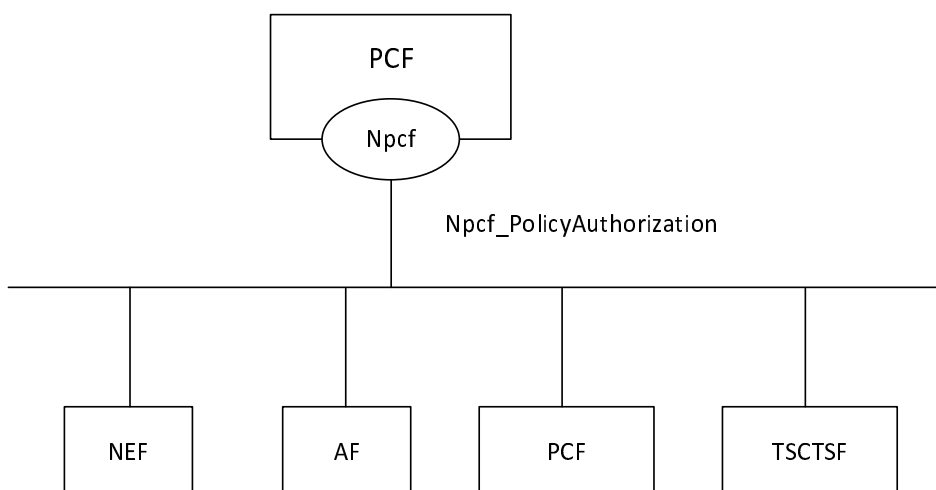 PCF
Npcf
Npcf_PolicyAuthorization
NEF
AF
PCF
TSCTSF